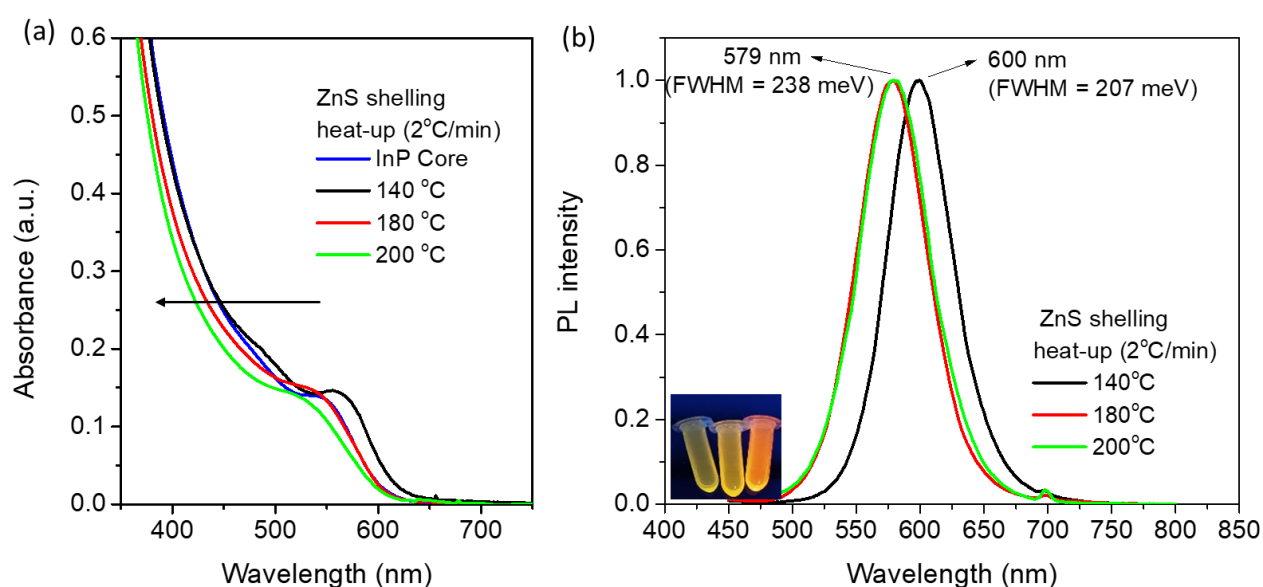 (a)
0.6
0.5
0.4
0.3
0.2
0.1
0.0
Absorbance (a.u.)
ZnS shelling
heat-up (2°C/min)
InP Core
140 °C
180 °C
200 °C
400
500
600
700
Wavelength (nm)
(b)
579 nm
(FWHM = 238 meV)
600 nm
(FWHM = 207 meV)
1.0
0.8
0.6
0.4
0.2
0.0
PL intensity
ZnS shelling
heat-up (2°C/min)
140°C
180°C
200°C
400 450 500 550 600 650 700 750 800 850
Wavelength (nm)